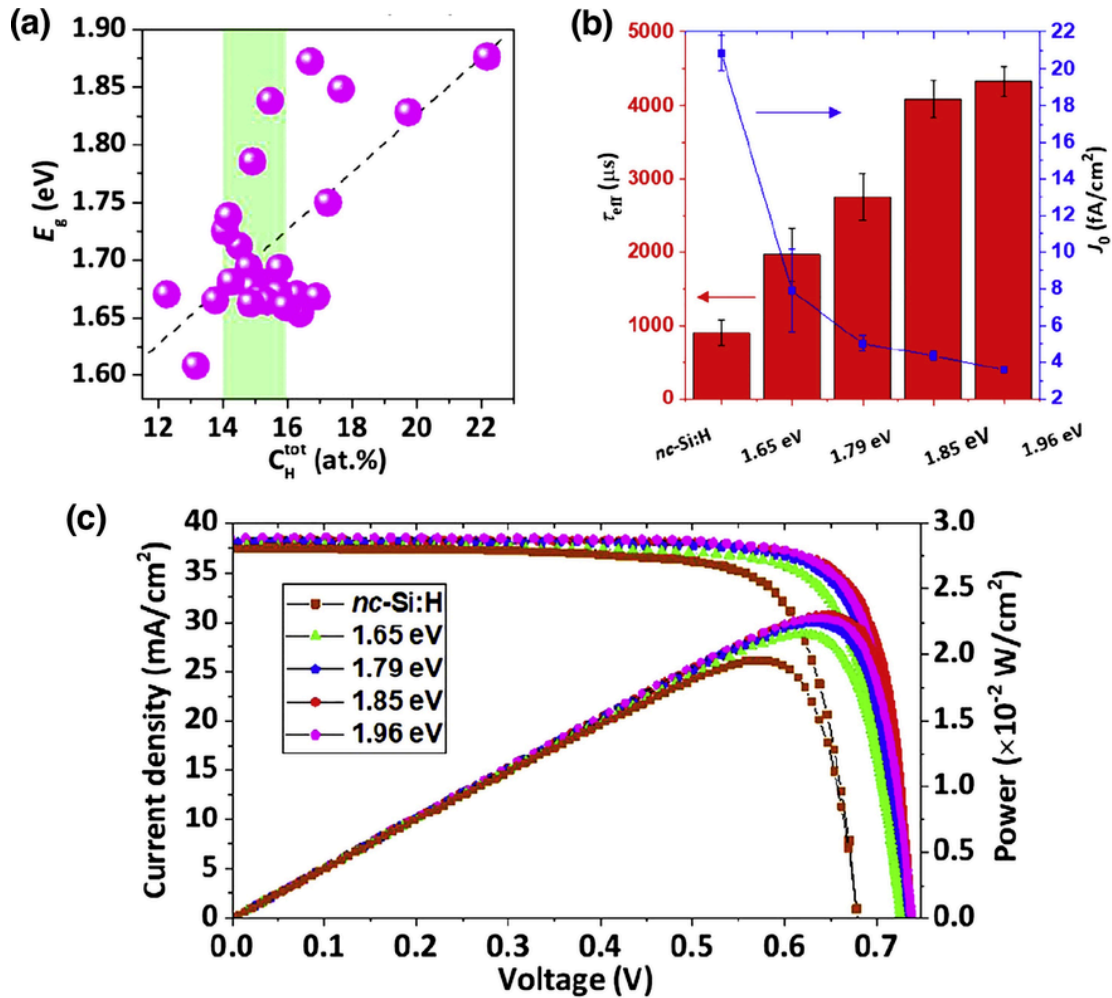 (a)
1.90
1.85
1.80
1.75
1.70
1.65
1.60
E_g (eV)
12 14 16 18 20 22
C_H^tot (at.%)
(b)
5000
4000
3000
2000
1000
0
τ_eff (μs)
22
20
18
16
14
12
10
8
6
4
2
J_0 (fA/cm²)
nc-Si:H 1.65 eV 1.79 eV 1.85 eV 1.96 eV
(c)
40
35
30
25
20
15
10
5
0
Current density (mA/cm²)
nc-Si:H
1.65 eV
1.79 eV
1.85 eV
1.96 eV
3.0
2.5
2.0
1.5
1.0
0.5
0.0
Power (×10⁻² W/cm²)
0.0 0.1 0.2 0.3 0.4 0.5 0.6 0.7
Voltage (V)